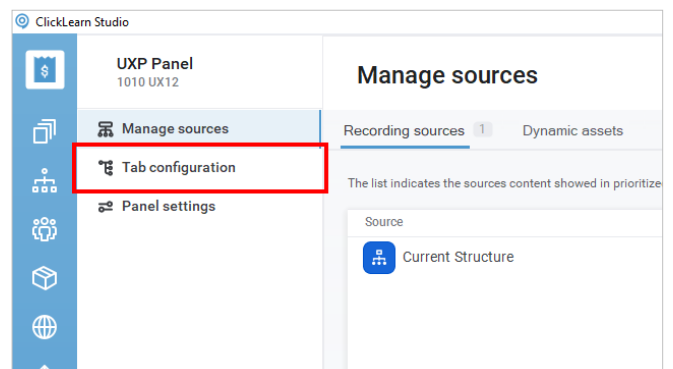 ClickLearn Studio
UXP Panel
1010 UX12
Manage sources
Tab configuration
Panel settings
Manage sources
Recording sources 1 Dynamic assets
The list indicates the sources content showed in prioritize
Source
Current Structure